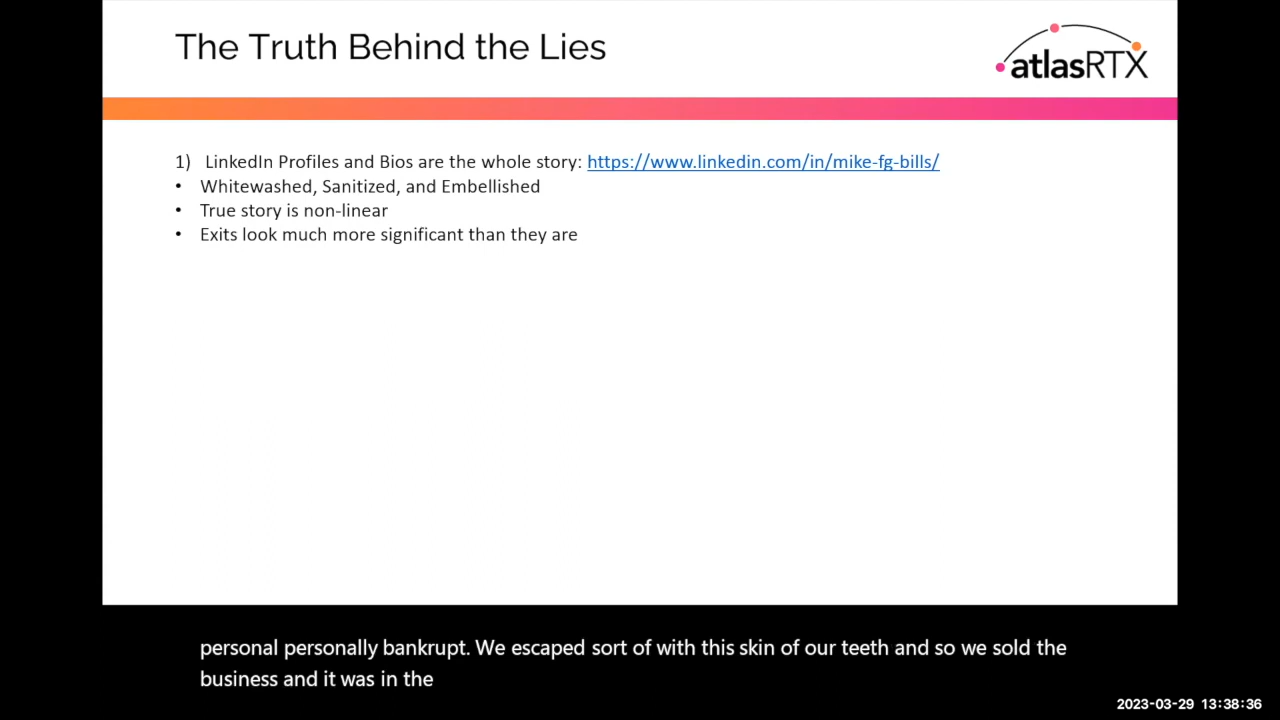 The Truth Behind the Lies
atlasRTX
1) LinkedIn Profiles and Bios are the whole story: https://www.linkedin.com/in/mike-fg-bills/
• Whitewashed, Sanitized, and Embellished
• True story is non-linear
• Exits look much more significant than they are
personal personally bankrupt. We escaped sort of with this skin of our teeth and so we sold the
business and it was in the
2023-03-29 13:38:36